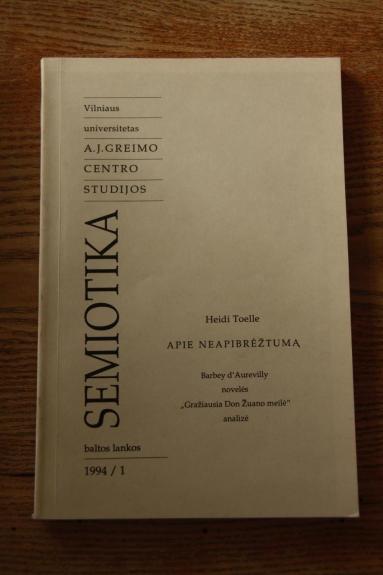 Vilniaus
universitetas
A.J.GREIMO
CENTRO
STUDIJOS
SEMIOTIKA
baltos lankos
1994 / 1
Heidi Toelle
APIE NEAPIBRĖŽTUMĄ
Barbey d'Aurevilly
novelės
„Gražiausia Don Žuano meilė"
analizė